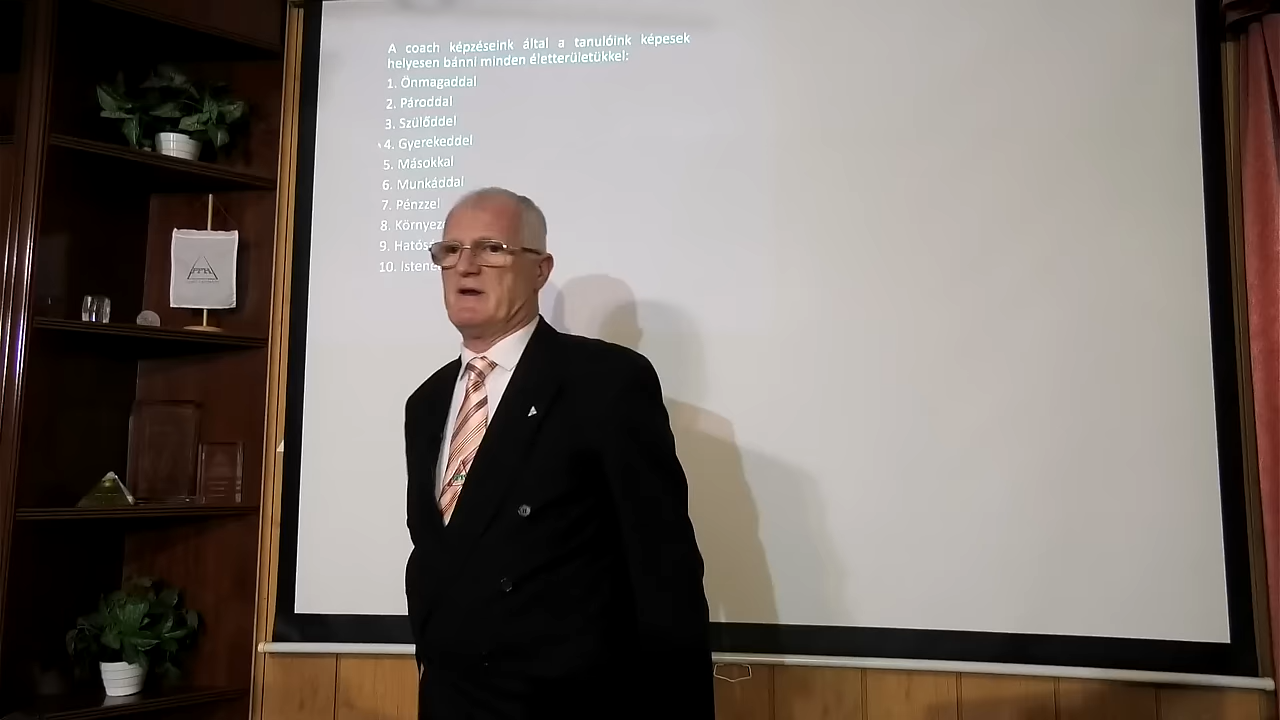 A coach képzéseink által a tanulóink képesek
helyesen bánni minden életterületükkel:
1. Önmagaddal
2. Pároddal
3. Szülőddel
4. Gyerekeddel
5. Másokkal
6. Munkáddal
7. Pénzzel
8.
9.
10.